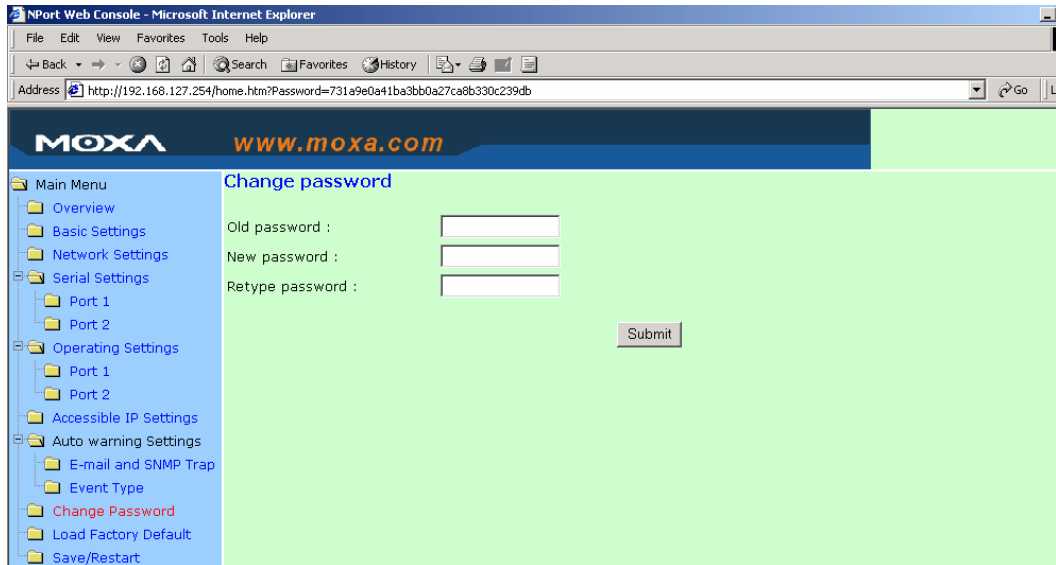 NPort Web Console - Microsoft Internet Explorer
File Edit View Favorites Tools Help
Back Search Favorites History
Address http://192.168.127.254/home.htm?Password=731a9e0a41ba3bb0a27ca8b330c239db Go L
MOXA www.moxa.com
Main Menu
Overview
Basic Settings
Network Settings
Serial Settings
Port 1
Port 2
Operating Settings
Port 1
Port 2
Accessible IP Settings
Auto warning Settings
E-mail and SNMP Trap
Event Type
Change Password
Load Factory Default
Save/Restart
Change password
Old password :
New password :
Retype password :
Submit